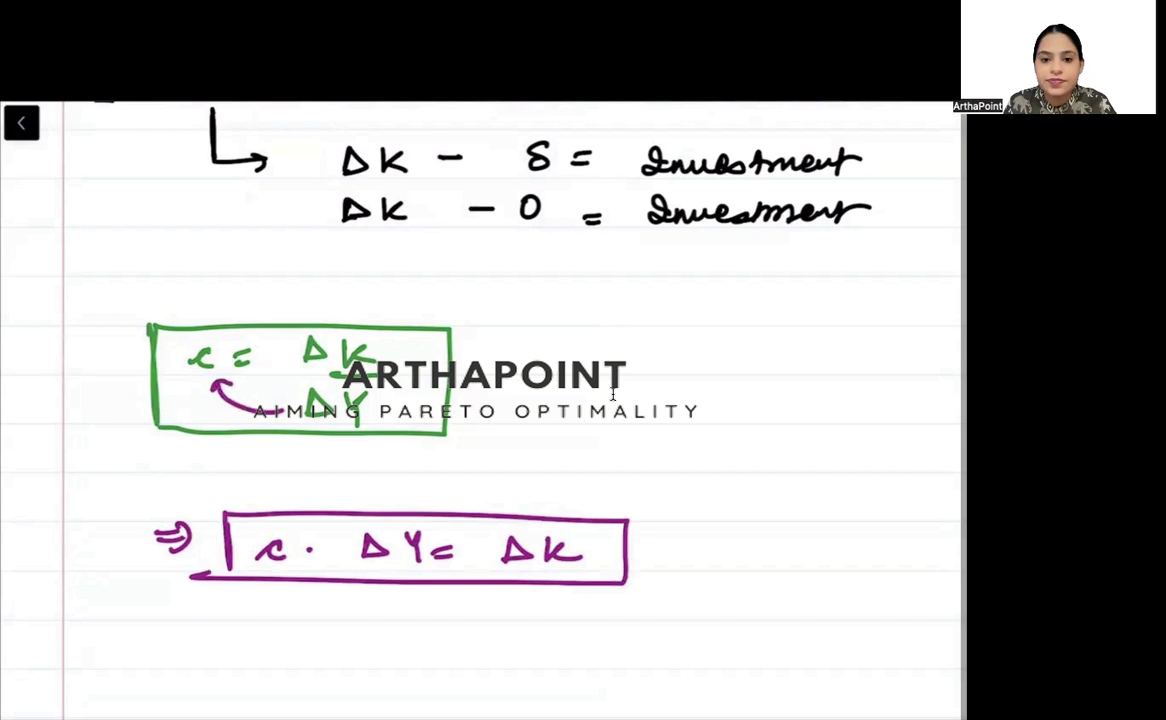 ArthaPoint
ΔK - δ = Investment
ΔK - 0 = Investment
c = ΔK
ΔY
ARTHAPOINT
AIMING PARETO OPTIMALITY
⇒ c · ΔY = ΔK